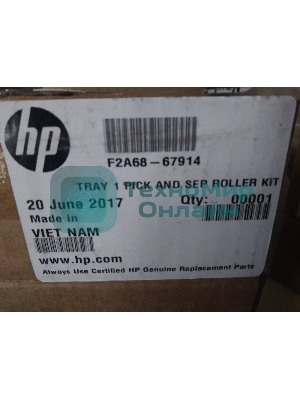 hp
F2A68-67914
TRAY 1 PICK AND SEP ROLLER KIT
20 June 2017 Qty: 00001
Made in
VIET NAM
www.hp.com
Always Use Certified HP Genuine Replacement Parts
ТехноМир
Онлайн